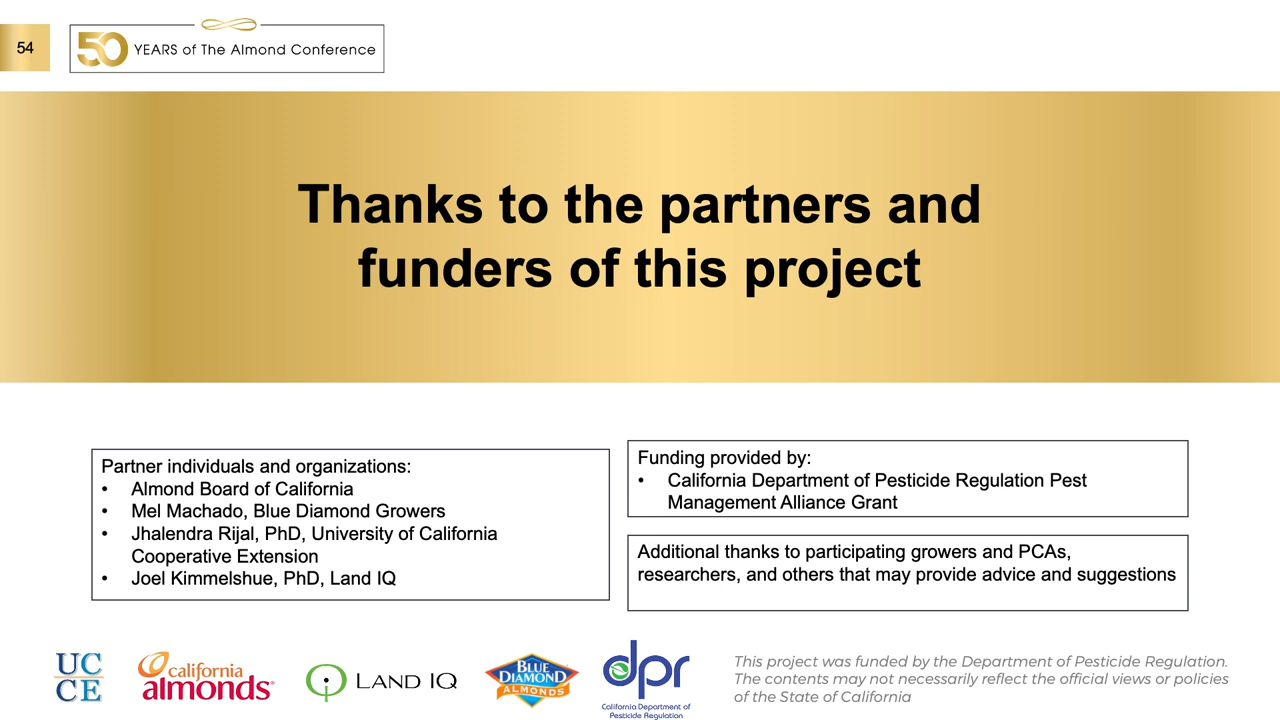 54
50 YEARS of The Almond Conference
Thanks to the partners and
funders of this project
Partner individuals and organizations:
• Almond Board of California
• Mel Machado, Blue Diamond Growers
• Jhalendra Rijal, PhD, University of California
Cooperative Extension
• Joel Kimmelshue, PhD, Land IQ
Funding provided by:
• California Department of Pesticide Regulation Pest
Management Alliance Grant
Additional thanks to participating growers and PCAs,
researchers, and others that may provide advice and suggestions
UC
CE
california
almonds®
LAND IQ
BLUE
DIAMOND
ALMONDS
dpr
California Department of
Pesticide Regulation
This project was funded by the Department of Pesticide Regulation.
The contents may not necessarily reflect the official views or policies
of the State of California